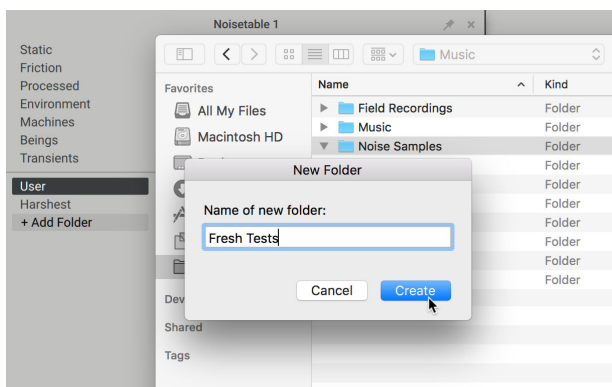 Noisetable 1
Static
Friction
Processed
Environment
Machines
Beings
Transients
User
Harshest
+ Add Folder
Music
Favorites
All My Files
Macintosh HD
Dev
Shared
Tags
Name
Kind
Field Recordings
Folder
Music
Folder
Noise Samples
Folder
Folder
Folder
Folder
Folder
Folder
Folder
Folder
New Folder
Name of new folder:
Fresh Tests
Cancel
Create